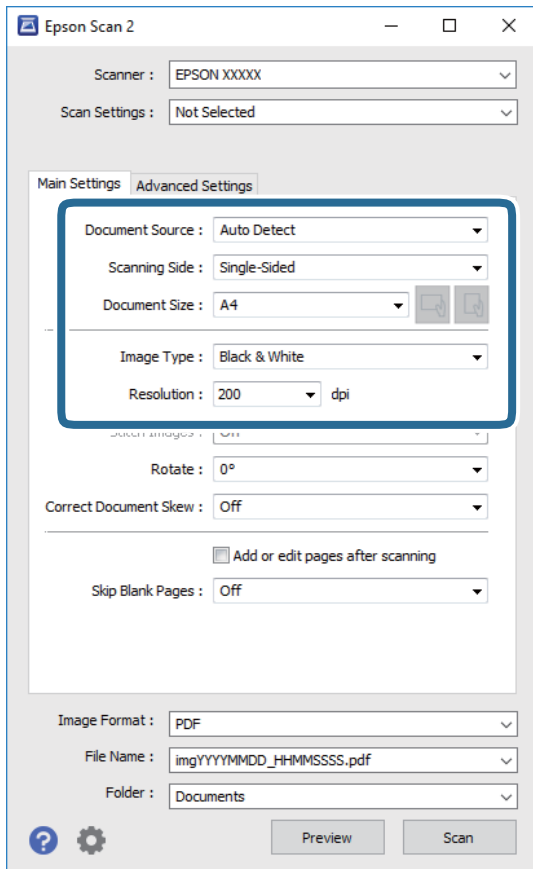 Epson Scan 2
Scanner : EPSON XXXXX
Scan Settings : Not Selected
Main Settings Advanced Settings
Document Source : Auto Detect
Scanning Side : Single-Sided
Document Size : A4
Image Type : Black & White
Resolution : 200 dpi
Rotate : 0°
Correct Document Skew : Off
Add or edit pages after scanning
Skip Blank Pages : Off
Image Format : PDF
File Name : imgYYYYMMDD_HHMMSSSS.pdf
Folder : Documents
? Preview Scan